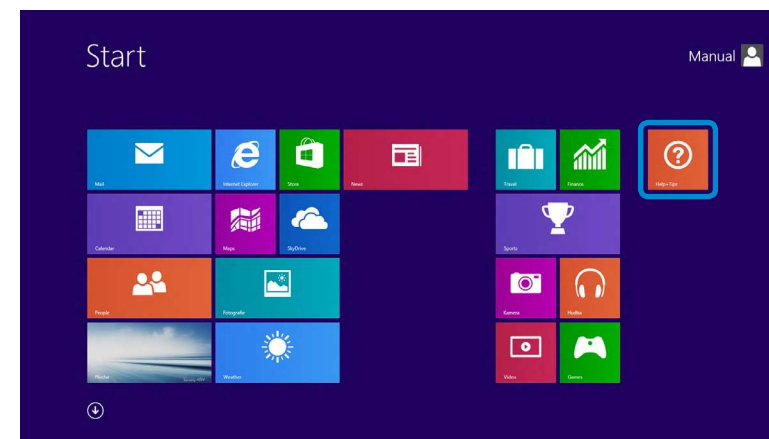 Start
Manual
Mail
Internet Explorer
Store
News
Travel
Finance
Help+Tips
Calendar
Maps
SkyDrive
Sports
People
Fotografie
Kamera
Hudba
Plocha
Weather
Video
Games